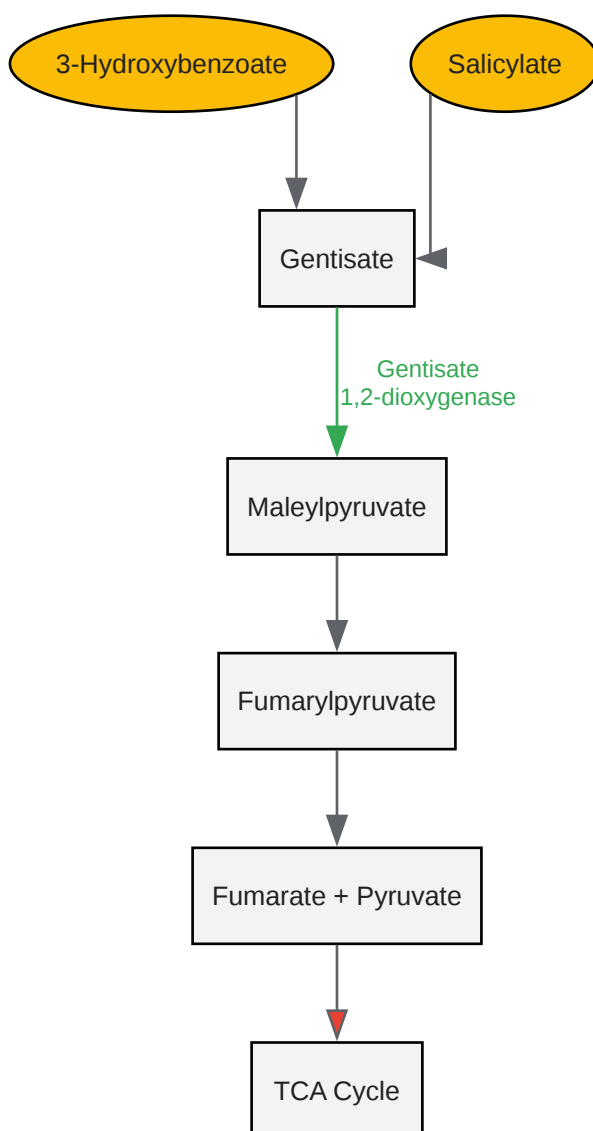 3-Hydroxybenzoate
Salicylate
Gentisate
Gentisate
1,2-dioxygenase
Maleylpyruvate
Fumarylpyruvate
Fumarate + Pyruvate
TCA Cycle